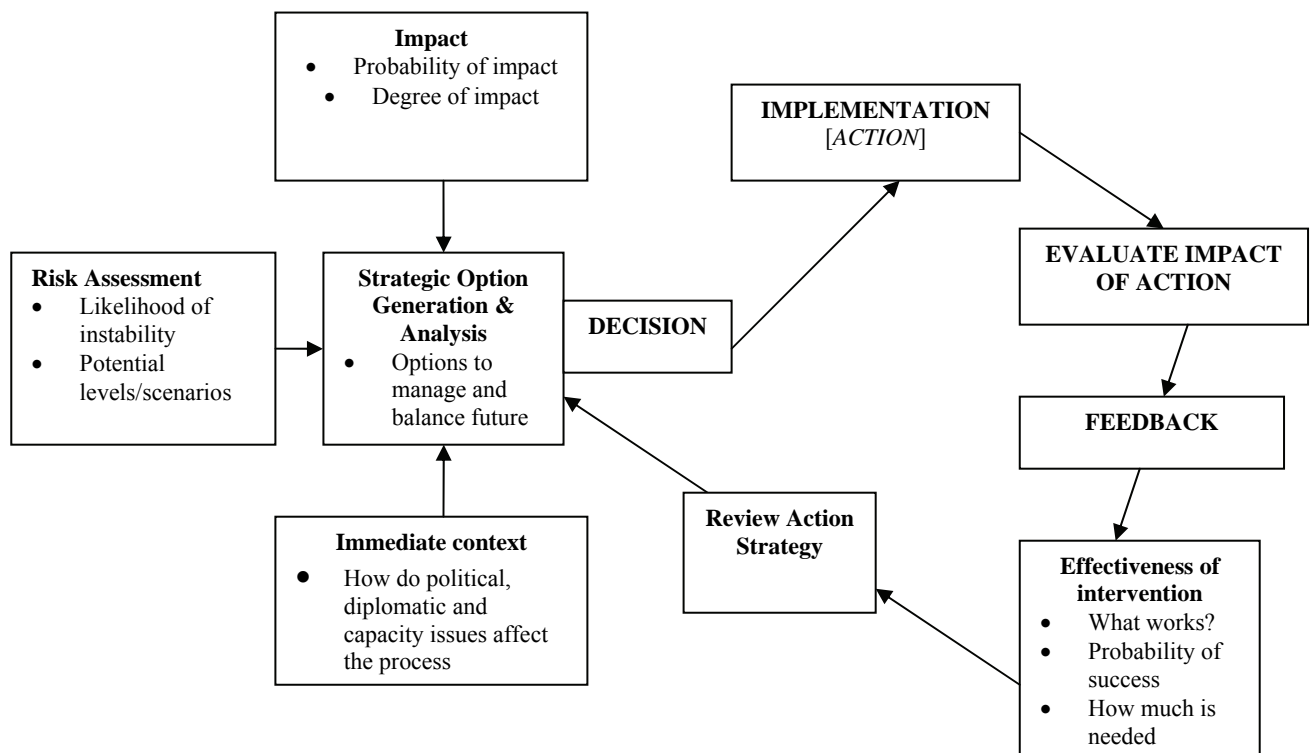 Impact
• Probability of impact
• Degree of impact
IMPLEMENTATION
[ACTION]
Risk Assessment
• Likelihood of
instability
• Potential
levels/scenarios
Strategic Option
Generation &
Analysis
• Options to
manage and
balance future
DECISION
EVALUATE IMPACT
OF ACTION
FEEDBACK
Immediate context
• How do political,
diplomatic and
capacity issues affect
the process
Review Action
Strategy
Effectiveness of
intervention
• What works?
• Probability of
success
• How much is
needed